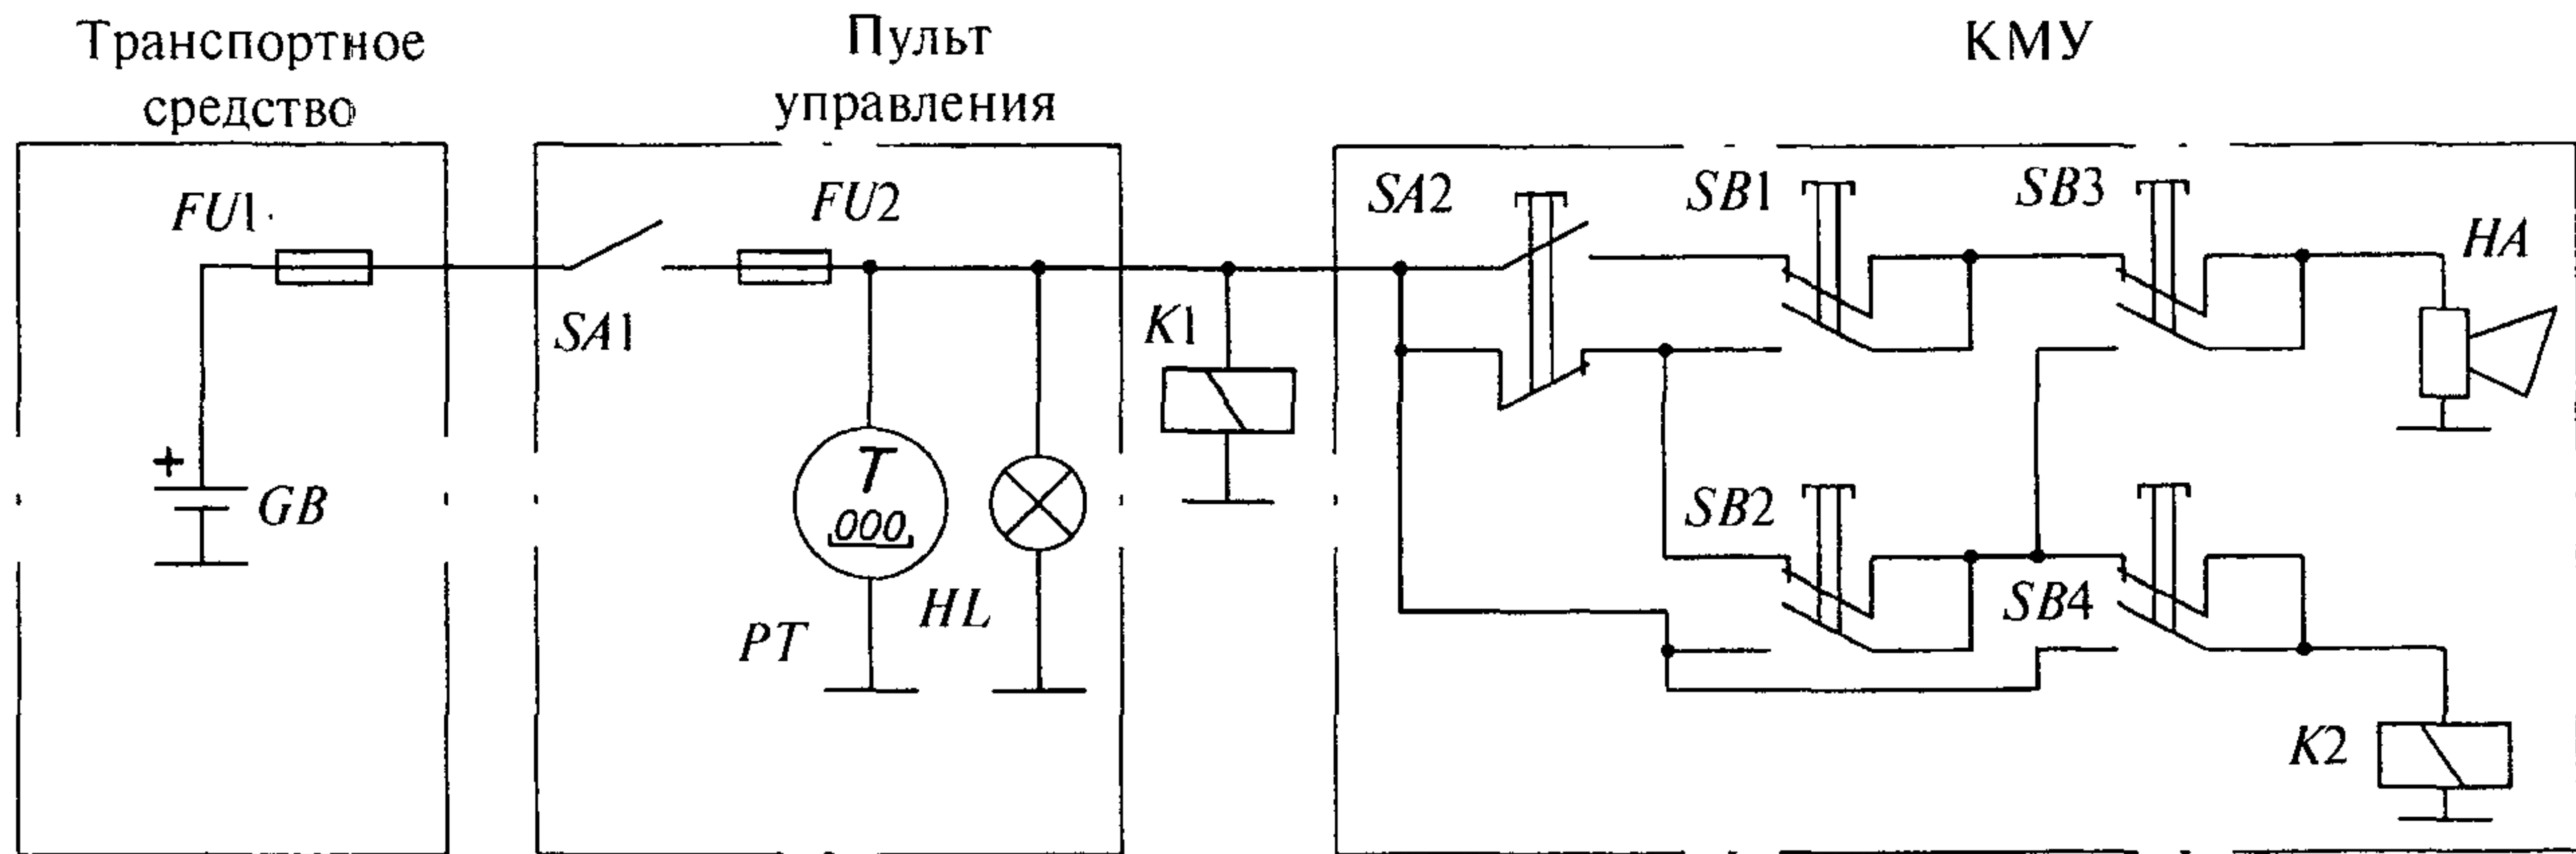 Транспортное
средство
Пульт
управления
КМУ
FU1
FU2
SA2
SB1
SB3
HA
SA1
K1
+
GB
T
000
SB2
SB4
HL
PT
K2